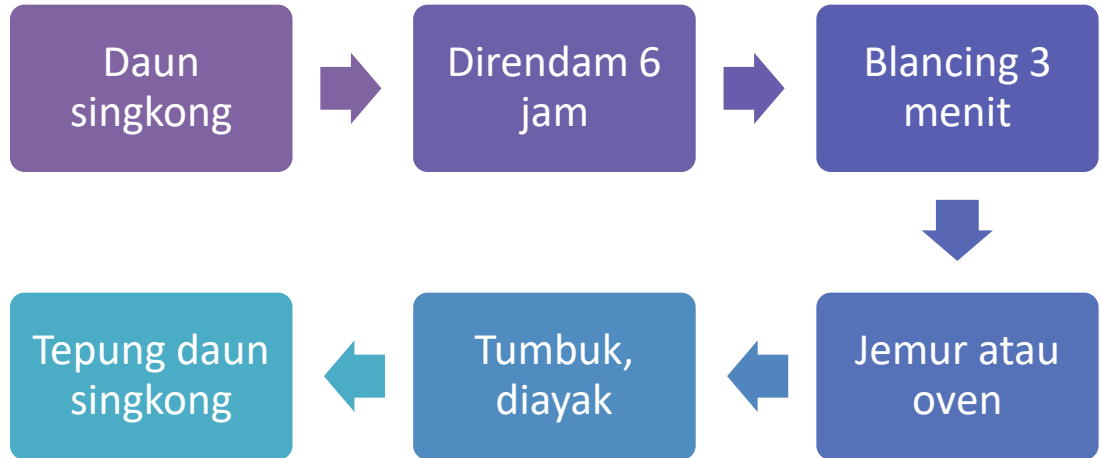 Daun
singkong
Direndam 6
jam
Blancing 3
menit
Jemur atau
oven
Tumbuk,
diayak
Tepung daun
singkong